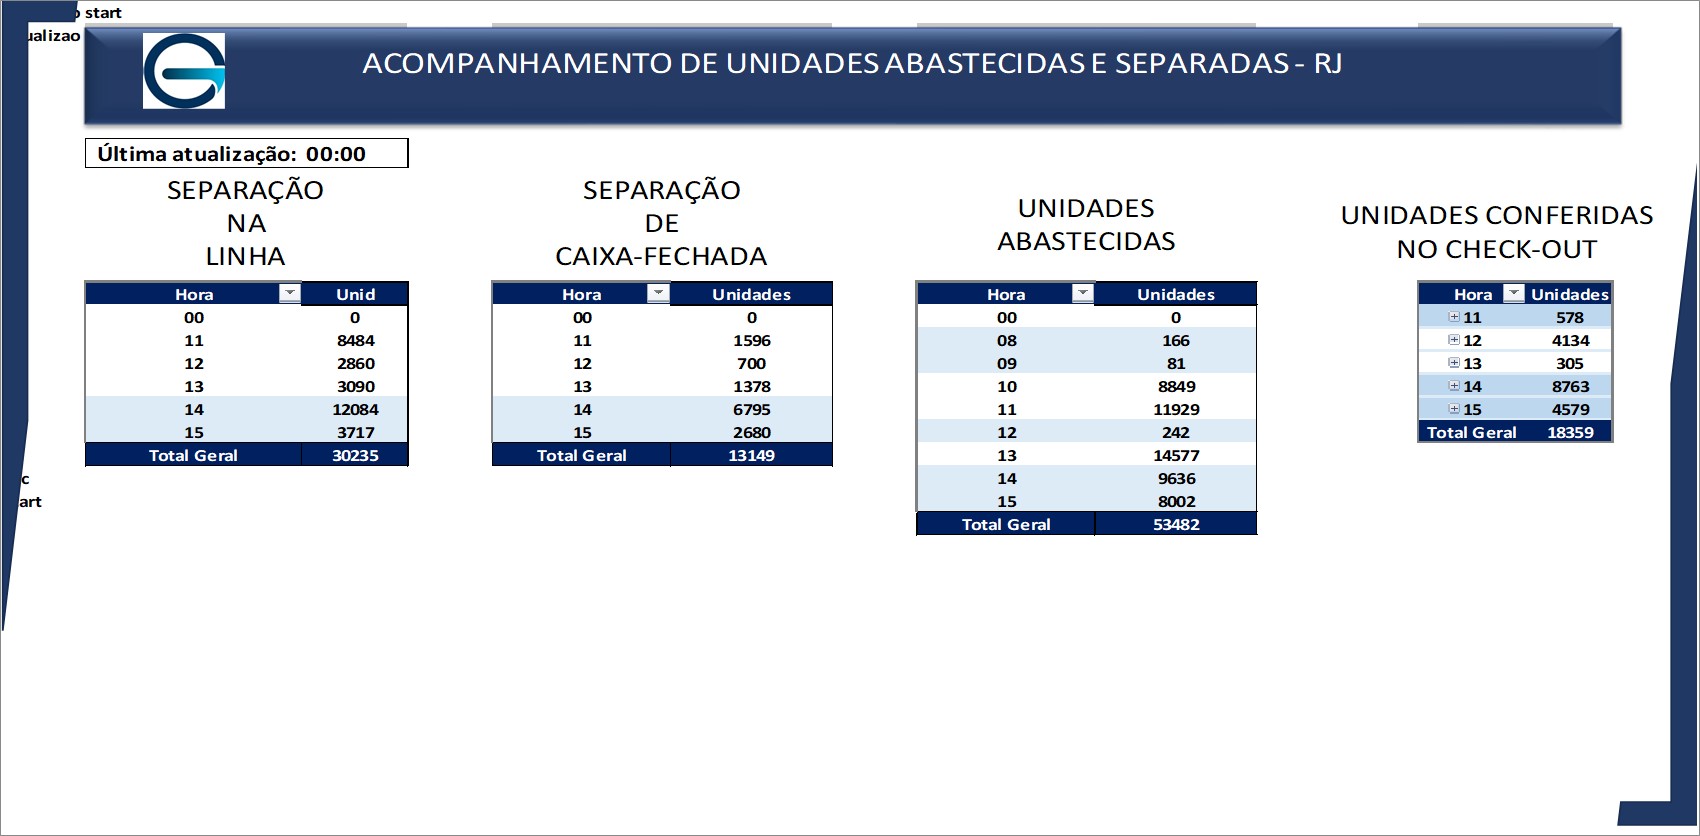 start
ualizao
ACOMPANHAMENTO DE UNIDADES ABASTECIDAS E SEPARADAS - RJ
Última atualização: 00:00
SEPARAÇÃO
NA
LINHA
Hora Unid
00 0
11 8484
12 2860
13 3090
14 12084
15 3717
Total Geral 30235
SEPARAÇÃO
DE
CAIXA-FECHADA
Hora Unidades
00 0
11 1596
12 700
13 1378
14 6795
15 2680
Total Geral 13149
UNIDADES
ABASTECIDAS
Hora Unidades
00 0
08 166
09 81
10 8849
11 11929
12 242
13 14577
14 9636
15 8002
Total Geral 53482
UNIDADES CONFERIDAS
NO CHECK-OUT
Hora Unidades
11 578
12 4134
13 305
14 8763
15 4579
Total Geral 18359
c
art